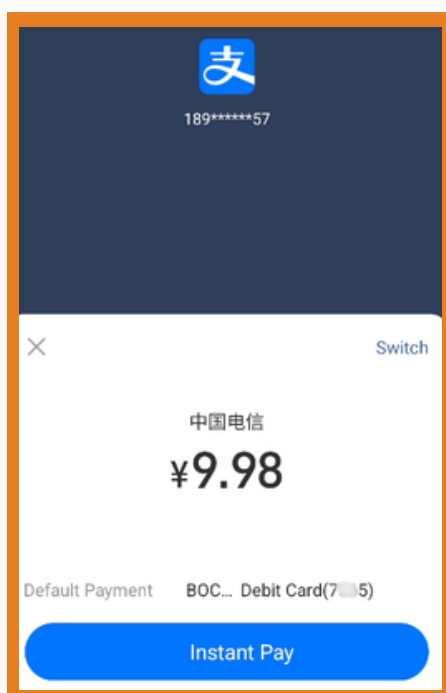 支
189******57
Switch
中国电信
¥9.98
Default Payment BOC... Debit Card(7 5)
Instant Pay